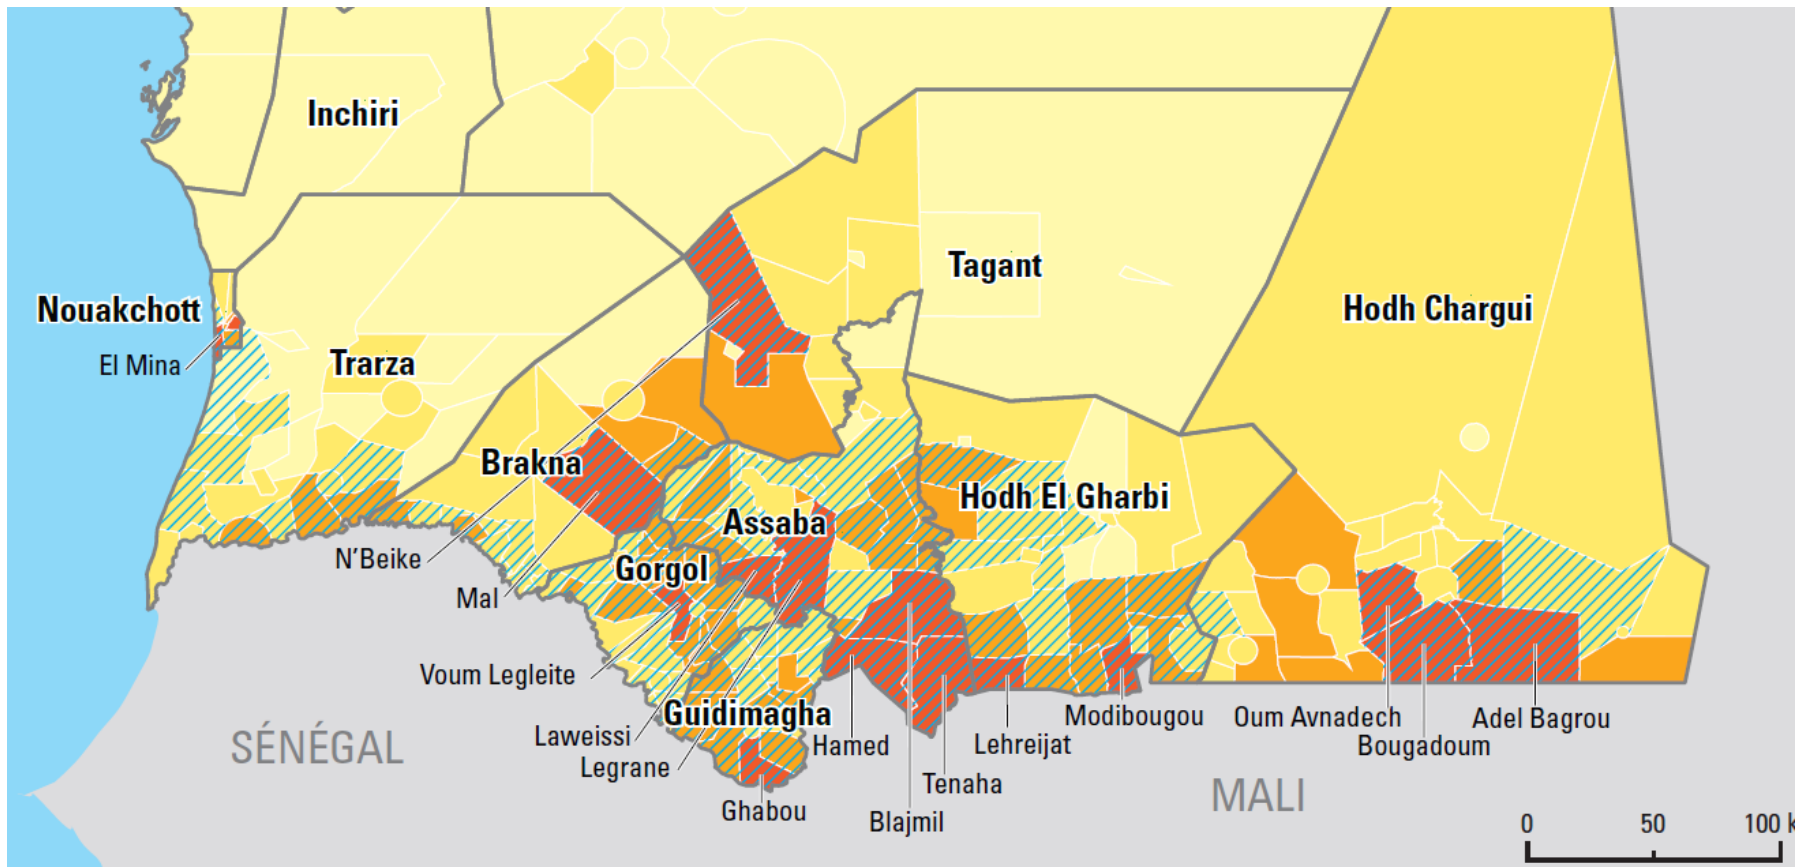 Inchiri
Tagant
Nouakchott
Hodh Chargui
El Mina
Trarza
Brakna
Hodh El Gharbi
Assaba
N'Beike
Gorgol
Mal
Voum Legleite
Guidimagha
Modibougou
Oum Avnadech
Adel Bagrou
Laweissi
Hamed
Lehreijat
Bougadoum
SÉNÉGAL
Legrane
Tenaha
MALI
Ghabou
Blajmil
0 50 100 k